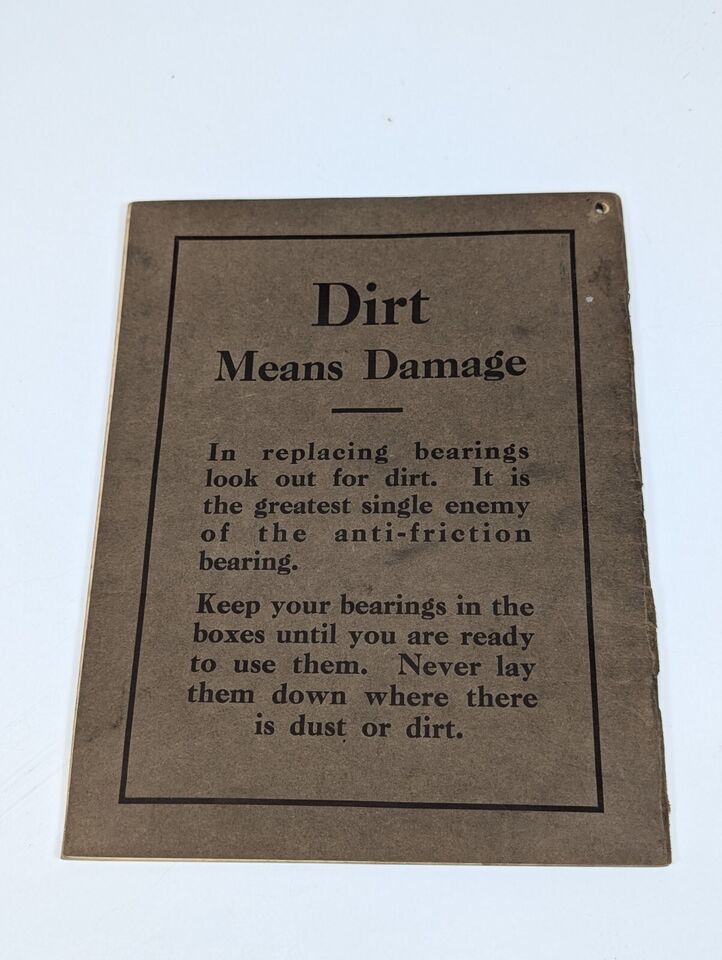 Dirt
Means Damage
In replacing bearings
look out for dirt. It is
the greatest single enemy
of the anti-friction
bearing.
Keep your bearings in the
boxes until you are ready
to use them. Never lay
them down where there
is dust or dirt.